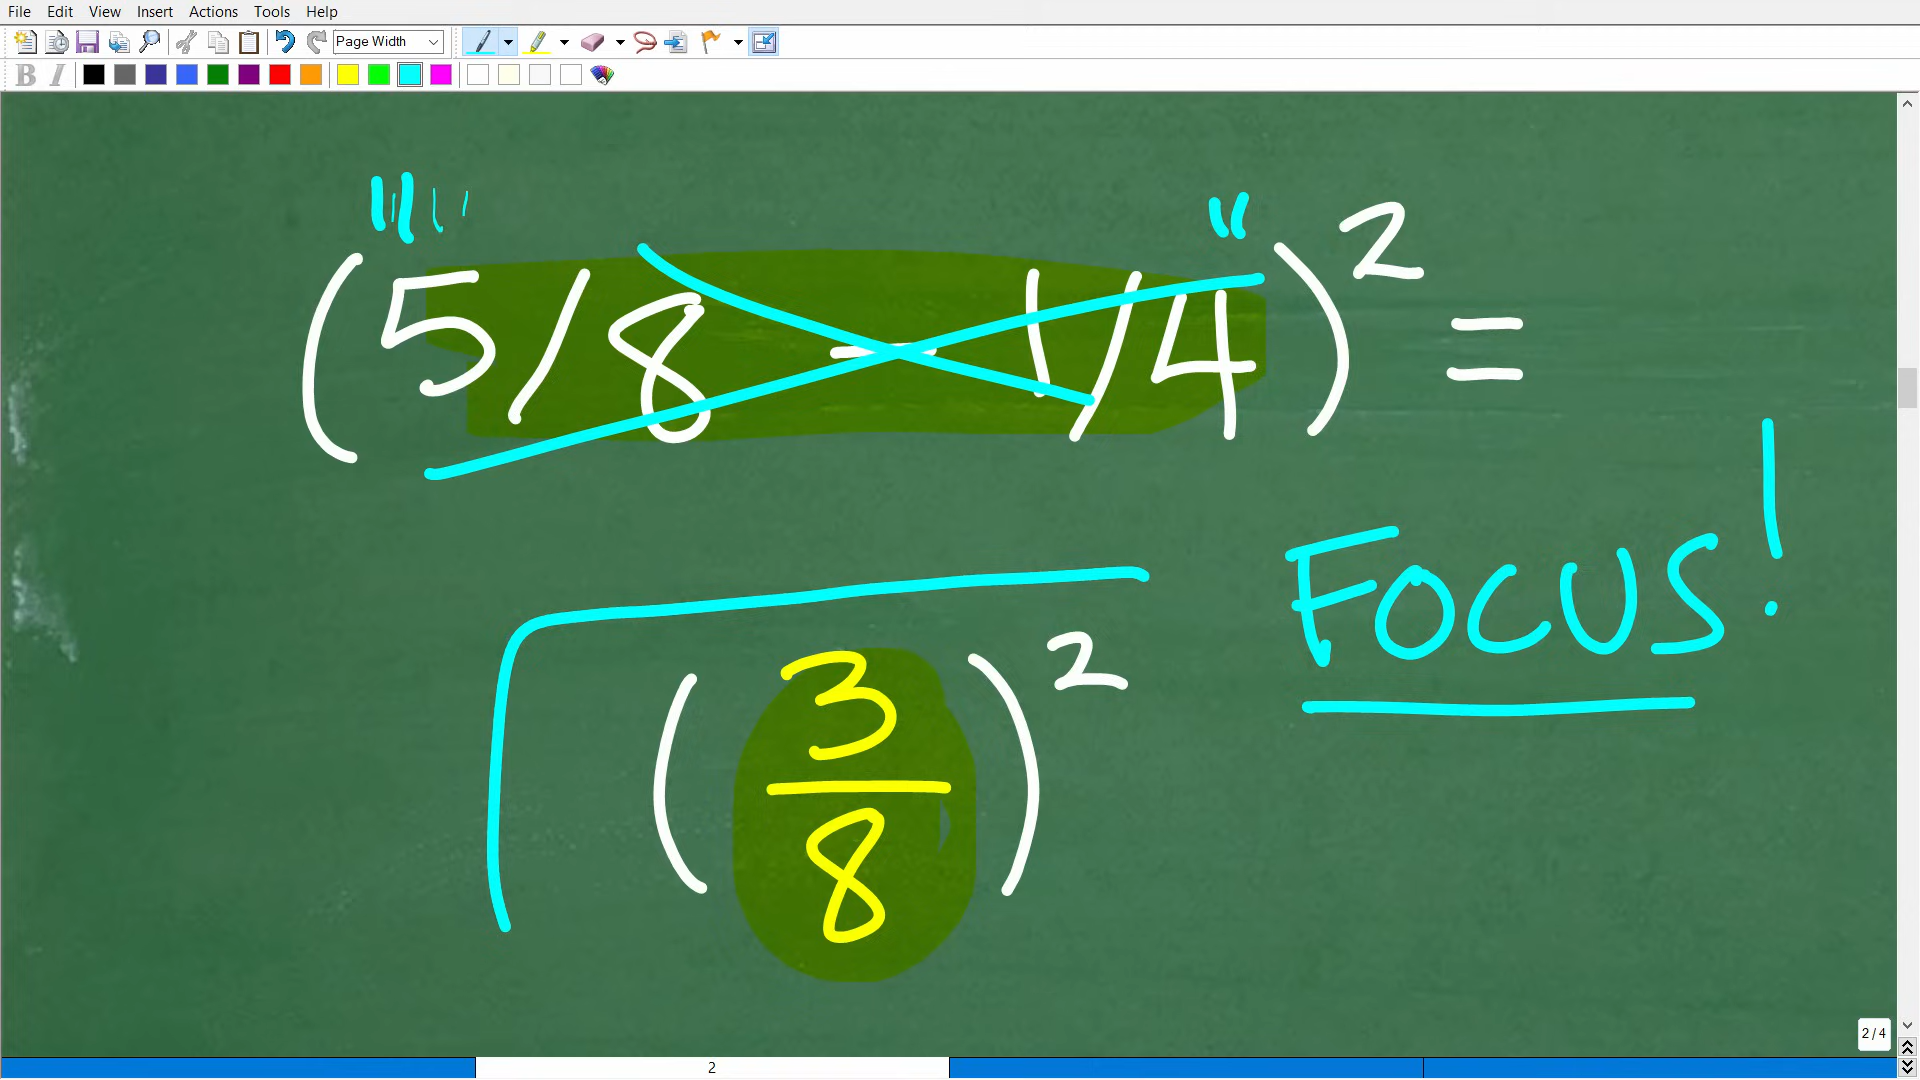 File Edit View Insert Actions Tools Help
Page Width
B I
(5/8 - 1/4)² =
FOCUS!
(3/8)²
2 / 4
2